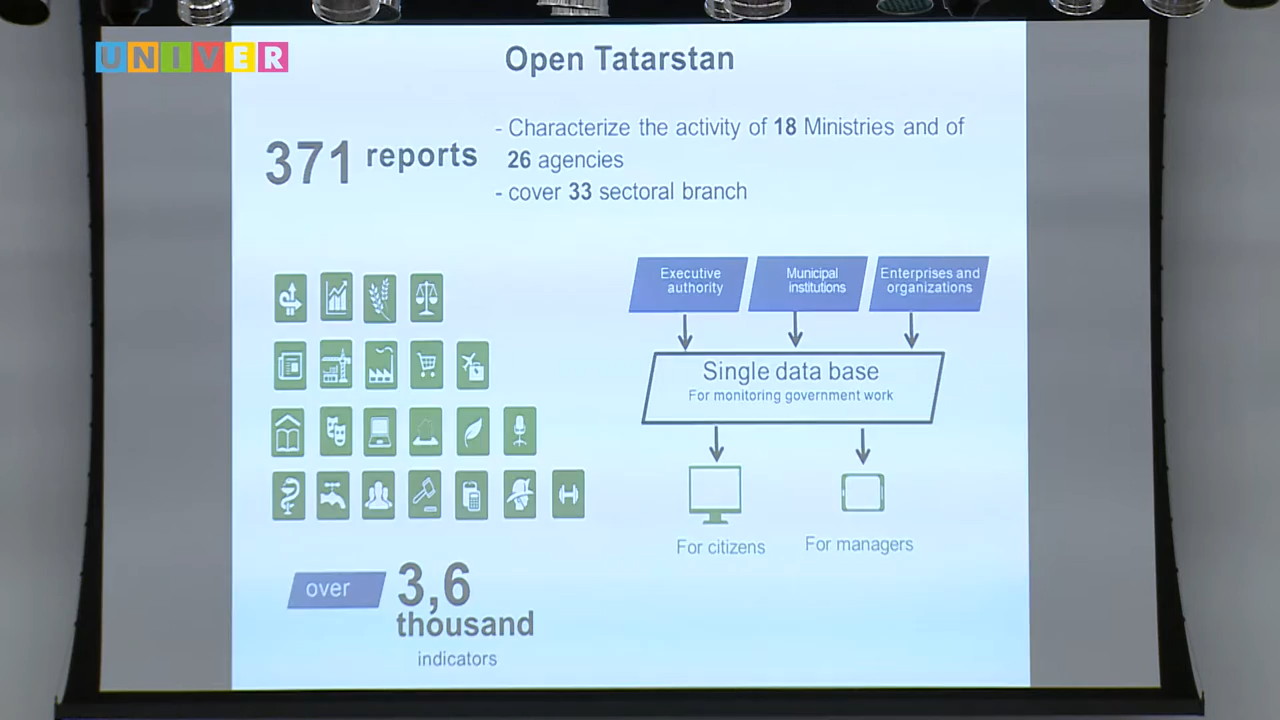 UNIVER
Open Tatarstan
371 reports
- Characterize the activity of 18 Ministries and of
26 agencies
- cover 33 sectoral branch
Executive
authority
Municipal
institutions
Enterprises and
organizations
Single data base
For monitoring government work
For citizens
For managers
over
3,6
thousand
indicators